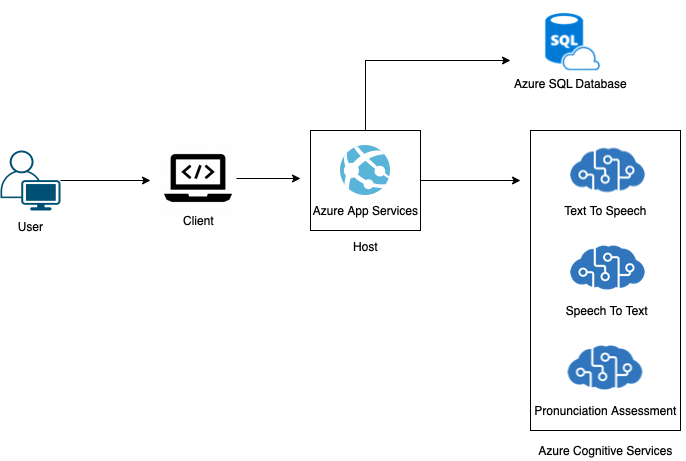 SQL
Azure SQL Database
</>
User
Client
Azure App Services
Host
Text To Speech
Speech To Text
Pronunciation Assessment
Azure Cognitive Services